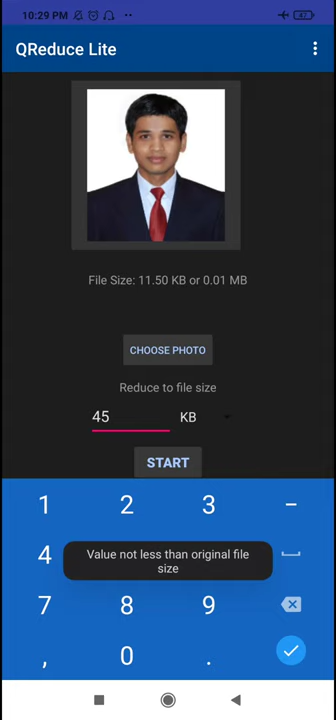 10:29 PM
47
QReduce Lite
File Size: 11.50 KB or 0.01 MB
CHOOSE PHOTO
Reduce to file size
45 KB
START
1 2 3 −
4
Value not less than original file
size
7 8 9
, 0 .